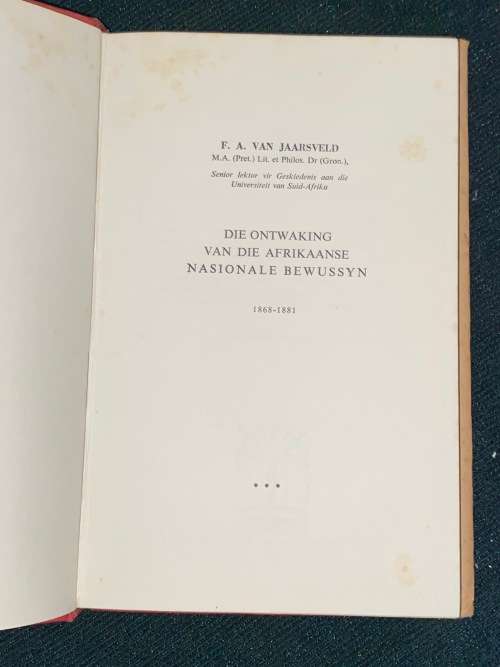 F. A. VAN JAARSVELD
M.A. (Pret.) Lit. et Philos. Dr (Gron.),
Senior lektor vir Geskiedenis aan die
Universiteit van Suid-Afrika
DIE ONTWAKING
VAN DIE AFRIKAANSE
NASIONALE BEWUSSYN
1868-1881